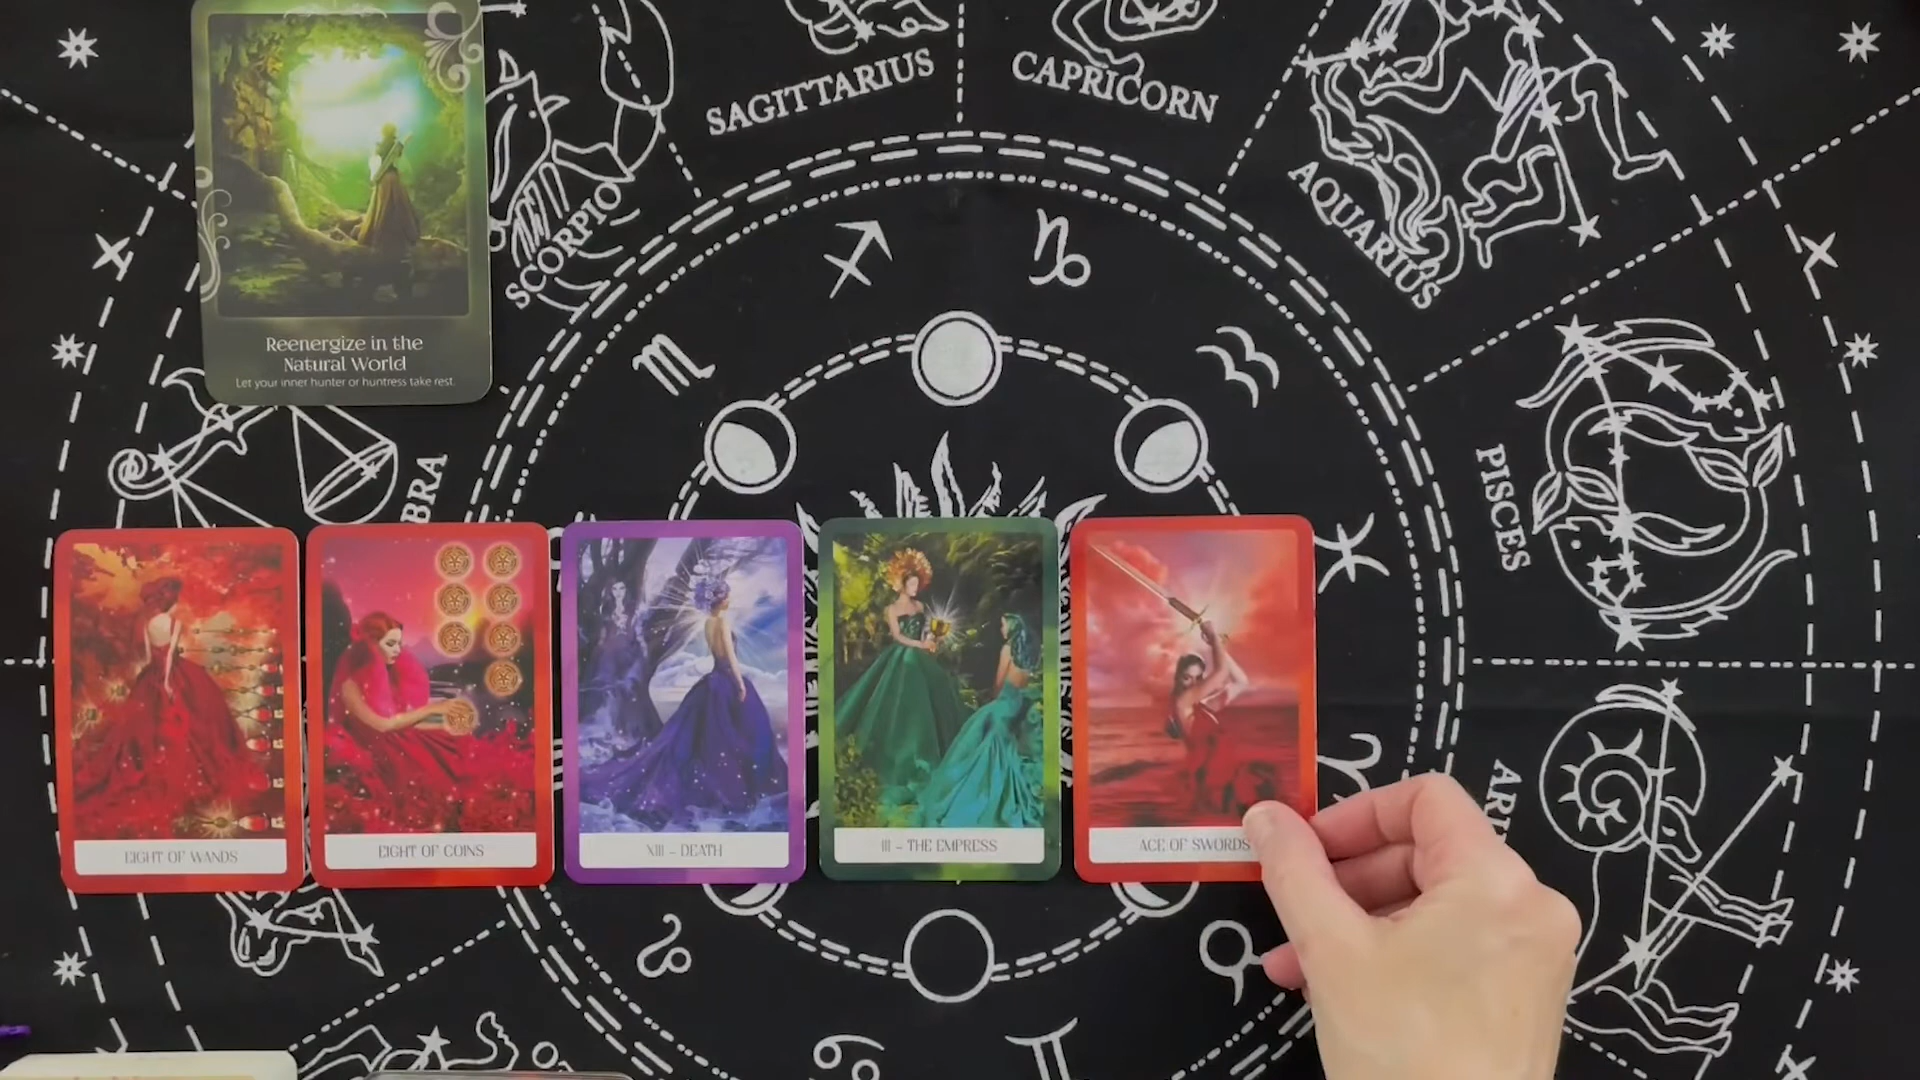 SAGITTARIUS
CAPRICORN
SCORPIO
AQUARIUS
Reenergize in the
Natural World
Let your inner hunter or huntress take rest.
BRA
PISCES
EIGHT OF WANDS
EIGHT OF COINS
XIII – DEATH
III – THE EMPRESS
ACE OF SWORDS